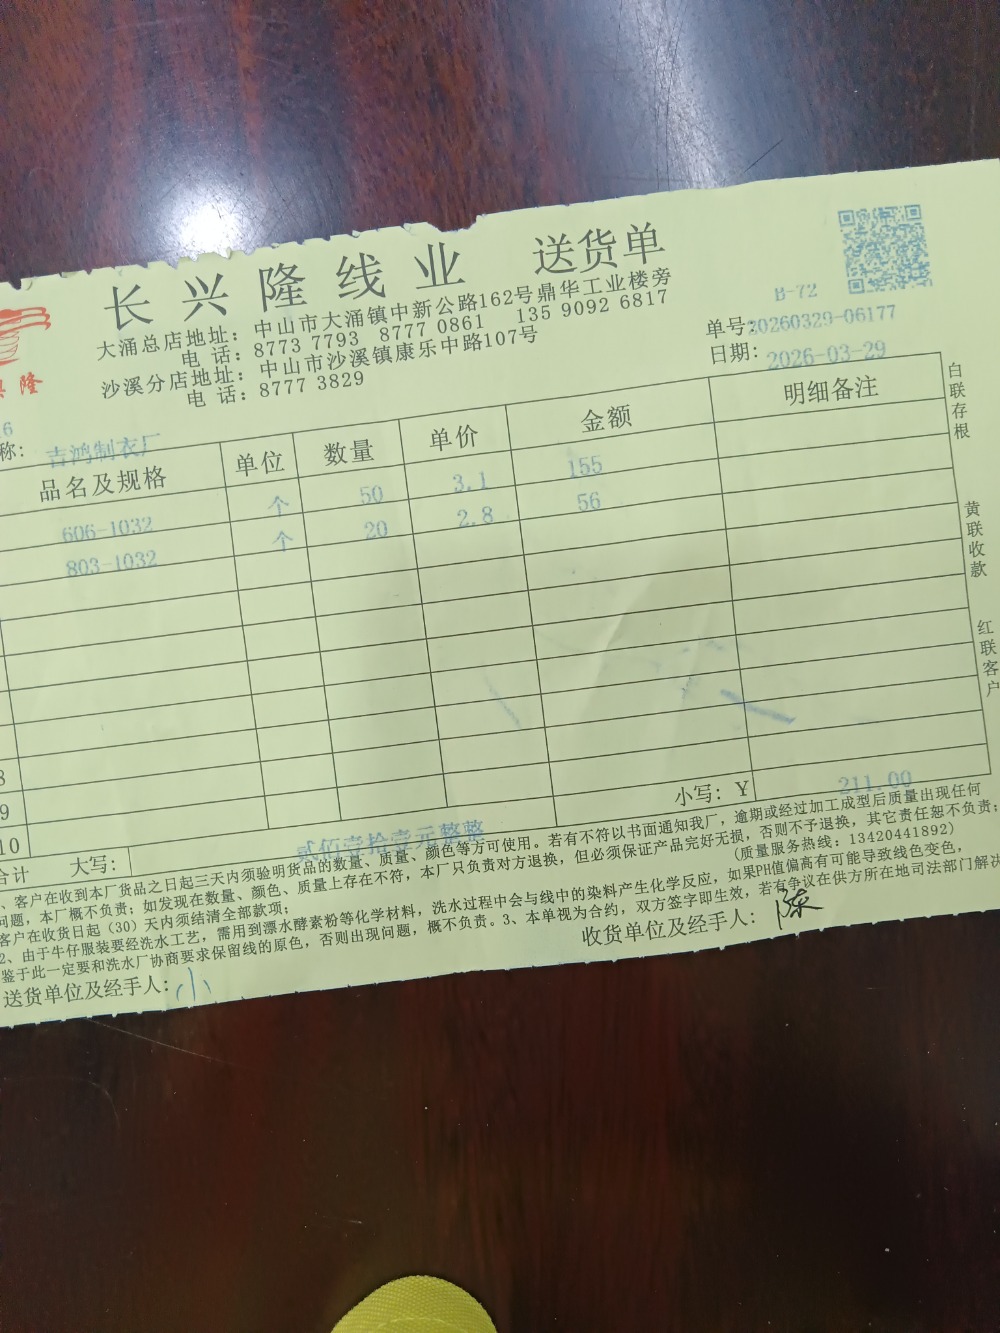 长兴隆线业 送货单
大涌总店地址：中山市大涌镇中新公路162号鼎华工业楼旁
电 话：8773 7793 8777 0861 135 9092 6817
沙溪分店地址：中山市沙溪镇康乐中路107号
电 话：8777 3829
B-72
单号：20260329-06177
日期：2026-03-29
隆
6
称：吉鸿制衣厂
品名及规格 单位 数量 单价 金额 明细备注
606-1032 个 50 3.1 155
803-1032 个 20 2.8 56
8
9
10
小写：￥ 211.00
合计 大写：贰佰壹拾壹元整整
、客户在收到本厂货品之日起三天内须验明货品的数量、质量、颜色等方可使用。若有不符以书面通知我厂，逾期或经过加工成型后质量出现任何
问题，本厂概不负责；如发现在数量、颜色、质量上存在不符，本厂只负责对方退换，但必须保证产品完好无损，否则不予退换，其它责任恕不负责；
客户在收货日起（30）天内须结清全部款项； （质量服务热线：13420441892）
2、由于牛仔服装要经洗水工艺，需用到漂水酵素粉等化学材料，洗水过程中会与线中的染料产生化学反应，如果PH值偏高有可能导致线色变色，
鉴于此一定要和洗水厂协商要求保留线的原色，否则出现问题，概不负责。3、本单视为合约，双方签字即生效，若有争议在供方所在地司法部门解决
送货单位及经手人：小
收货单位及经手人：陈
白联存根
黄联收款
红联客户